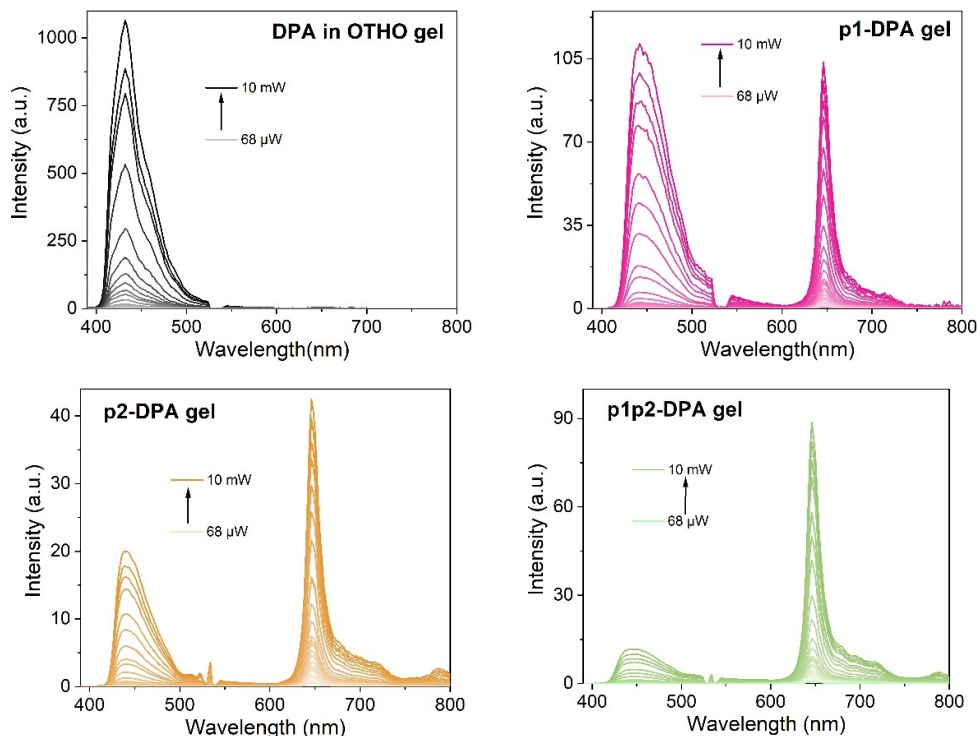 DPA in OTHO gel
1000
750
500
250
0
10 mW
68 µW
400 500 600 700 800
Wavelength(nm)
Intensity (a.u.)
p1-DPA gel
105
70
35
0
10 mW
68 µW
400 500 600 700 800
Wavelength(nm)
Intensity (a.u.)
p2-DPA gel
40
30
20
10
0
10 mW
68 µW
400 500 600 700 800
Wavelength (nm)
Intensity (a.u.)
p1p2-DPA gel
90
60
30
0
10 mW
68 µW
400 500 600 700 800
Wavelength (nm)
Intensity (a.u.)